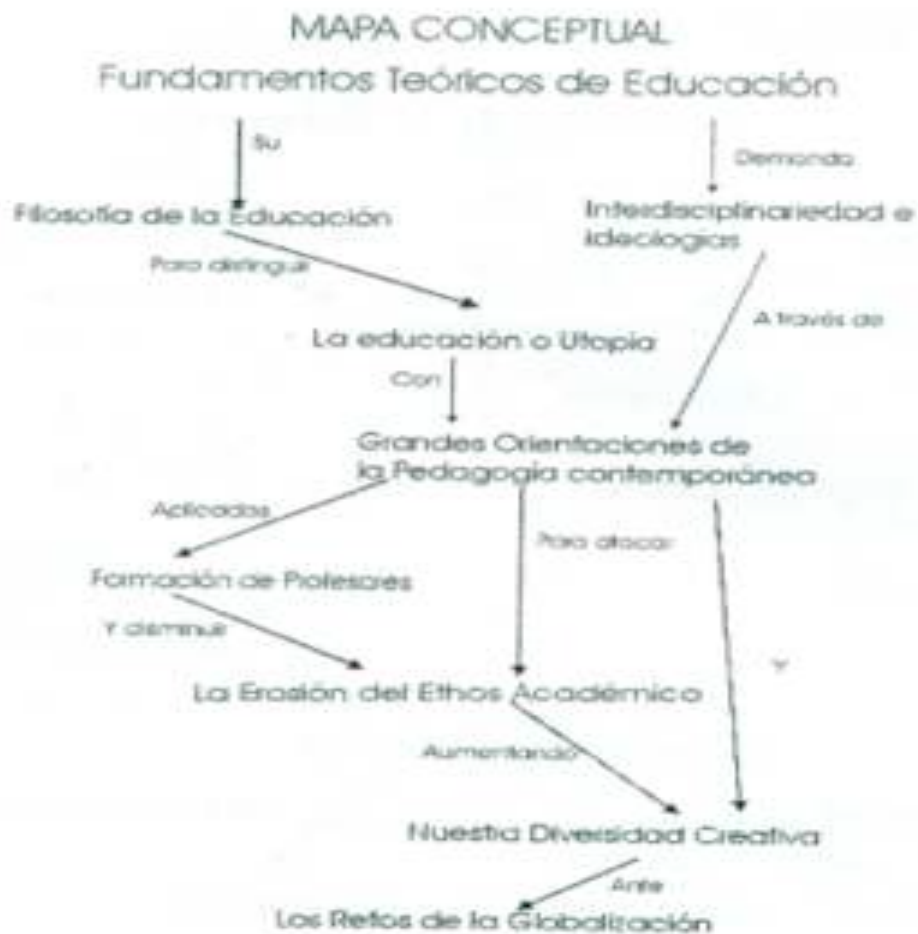 MAPA CONCEPTUAL
Fundamentos Teóricos de Educación
Su
Demanda
Filosofía de la Educación
Interdisciplinariedad e
Ideologías
Para distinguir
La educación o Utopía
A través de
Con
Grandes Orientaciones de
la Pedagogía contemporánea
Aplicados
Para atacar
Formación de Profesores
Y disminuir
Y
La Erosión del Ethos Académico
Aumentando
Nuestra Diversidad Creativa
Ante
Los Retos de la Globalización